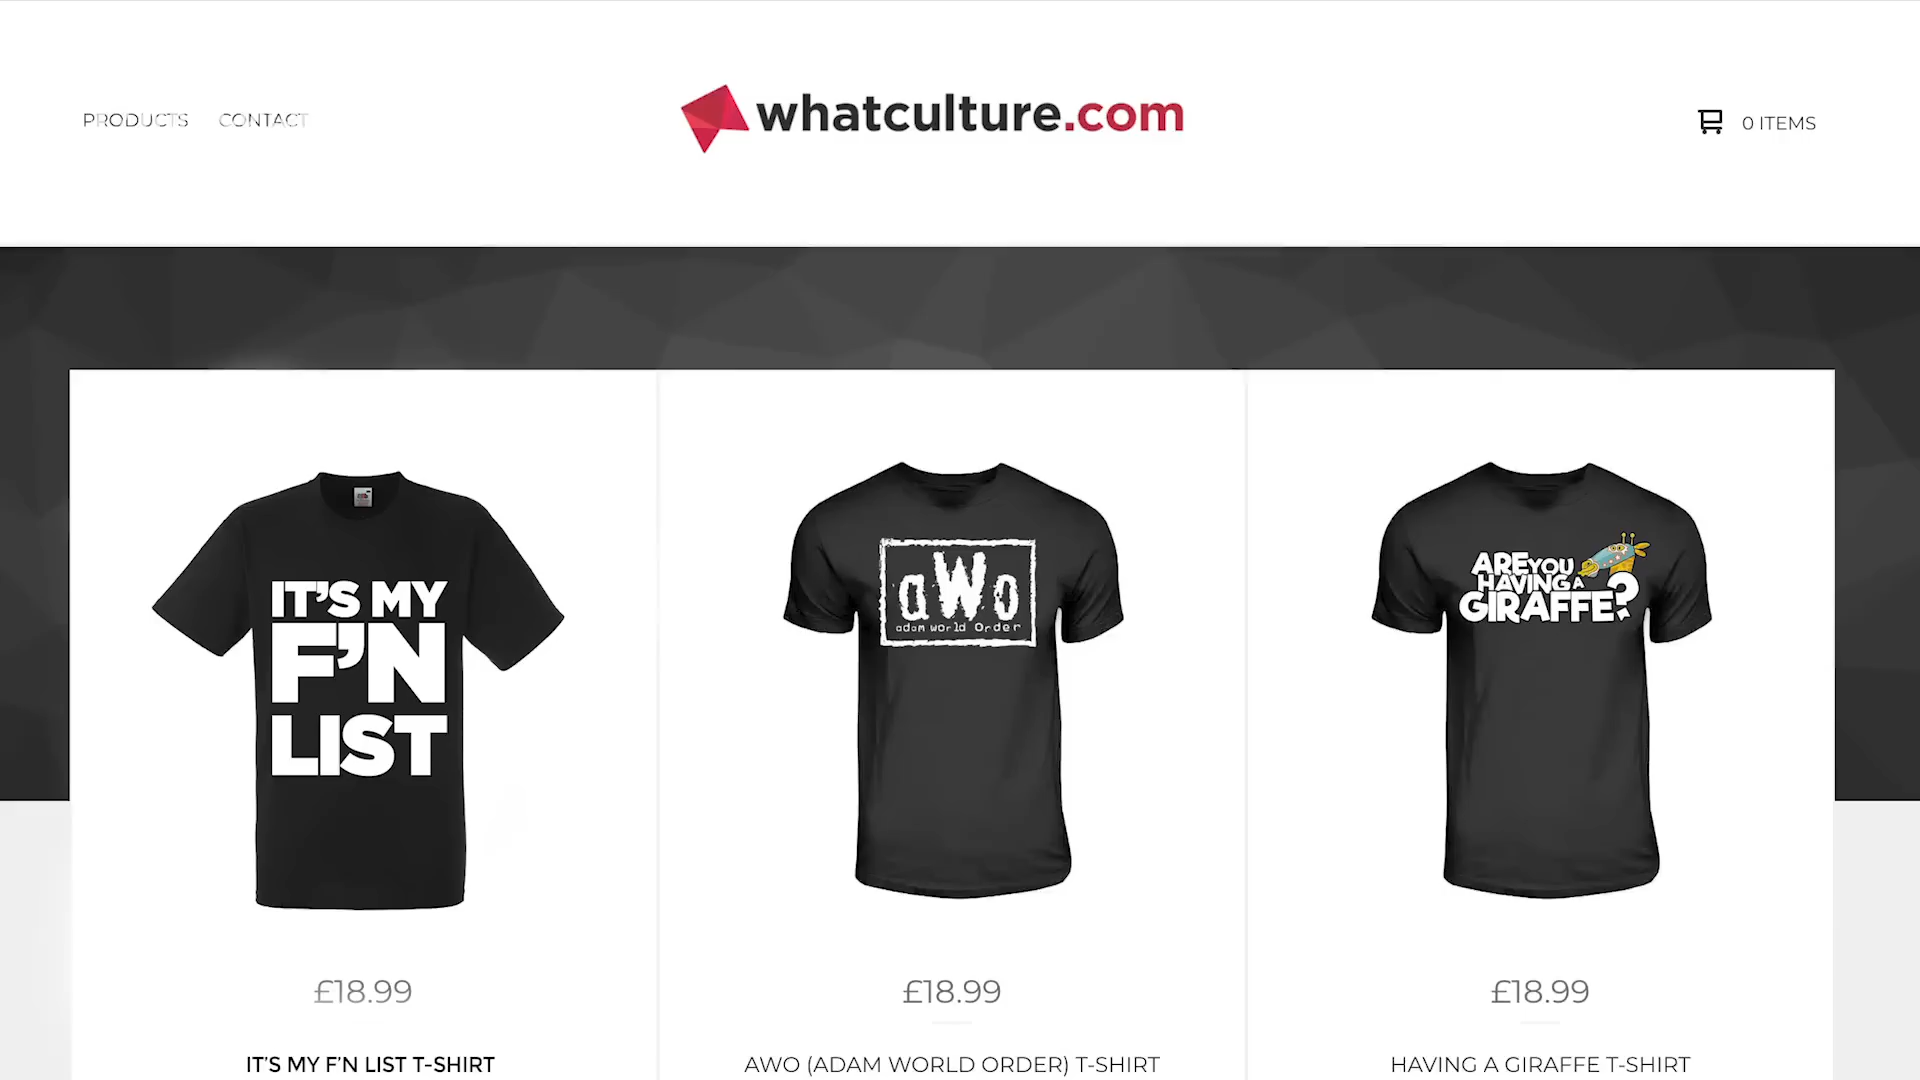 PRODUCTS CONTACT
whatculture.com
0 ITEMS
IT'S MY
F'N
LIST
aWo
adam world Order
ARE YOU
HAVING A
GIRAFFE?
£18.99
£18.99
£18.99
IT'S MY F'N LIST T-SHIRT
AWO (ADAM WORLD ORDER) T-SHIRT
HAVING A GIRAFFE T-SHIRT